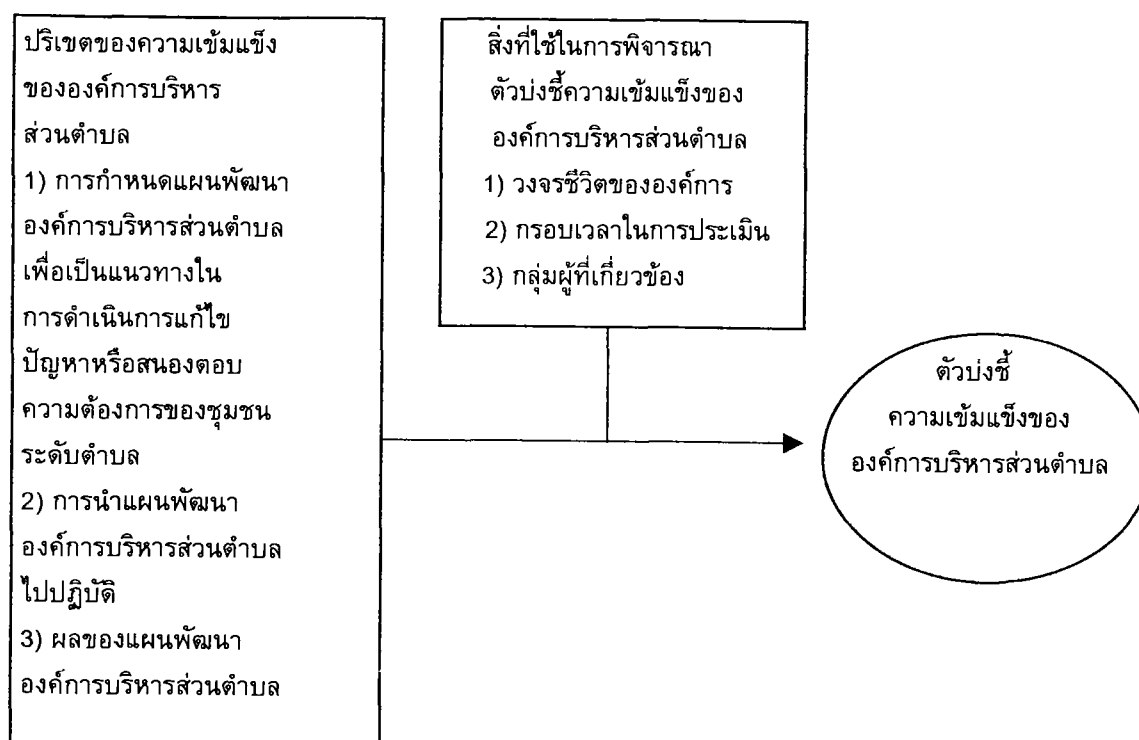 ปริเขตของความเข้มแข็ง
ขององค์การบริหาร
ส่วนตำบล
1) การกำหนดแผนพัฒนา
องค์การบริหารส่วนตำบล
เพื่อเป็นแนวทางใน
การดำเนินการแก้ไข
ปัญหาหรือสนองตอบ
ความต้องการของชุมชน
ระดับตำบล
2) การนำแผนพัฒนา
องค์การบริหารส่วนตำบล
ไปปฏิบัติ
3) ผลของแผนพัฒนา
องค์การบริหารส่วนตำบล
สิ่งที่ใช้ในการพิจารณา
ตัวบ่งชี้ความเข้มแข็งของ
องค์การบริหารส่วนตำบล
1) วงจรชีวิตขององค์การ
2) กรอบเวลาในการประเมิน
3) กลุ่มผู้ที่เกี่ยวข้อง
ตัวบ่งชี้
ความเข้มแข็งของ
องค์การบริหารส่วนตำบล